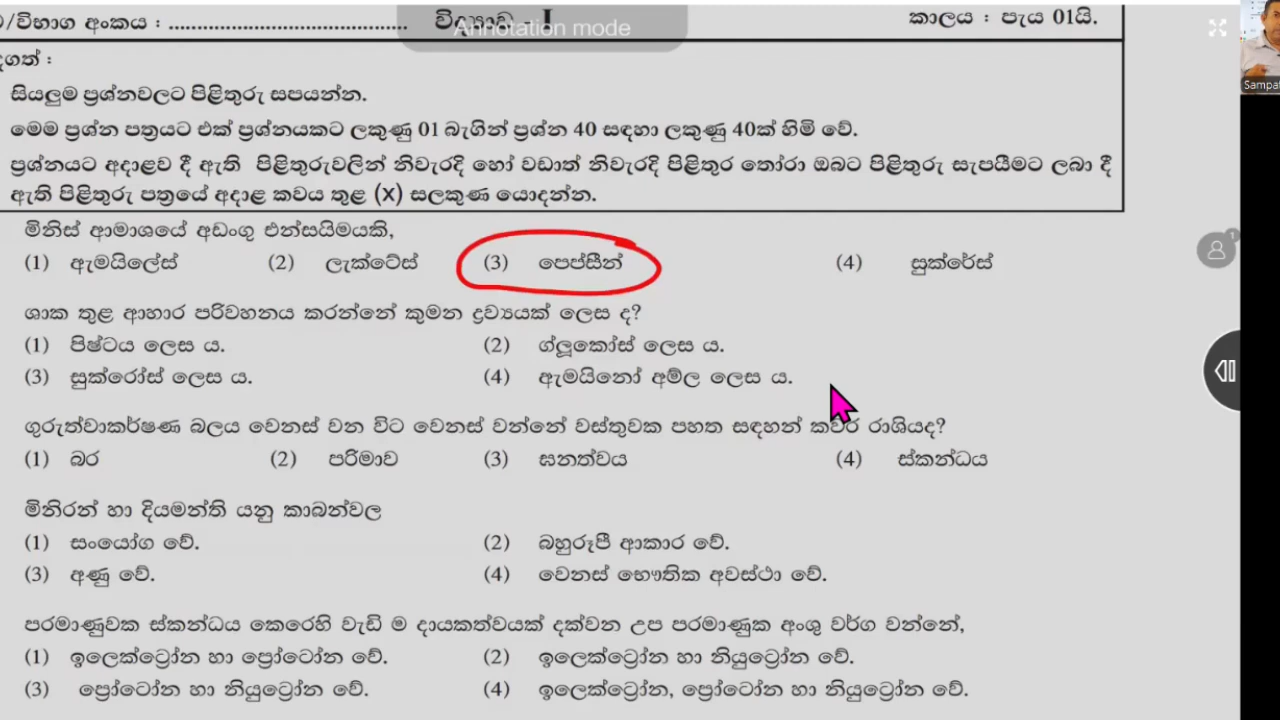 /විභාග අංකය : ........................................ විද්‍යාව - I කාලය : පැය 01යි.
Annotation mode
Sampat
සියලුම ප්‍රශ්නවලට පිළිතුරු සපයන්න.
මෙම ප්‍රශ්න පත්‍රයට එක් ප්‍රශ්නයකට ලකුණු 01 බැගින් ප්‍රශ්න 40 සඳහා ලකුණු 40ක් හිමි වේ.
ප්‍රශ්නයට අදාළව දී ඇති පිළිතුරුවලින් නිවැරදි හෝ වඩාත් නිවැරදි පිළිතුර තෝරා ඔබට පිළිතුරු සැපයීමට ලබා දී
ඇති පිළිතුරු පත්‍රයේ අදාළ කවය තුළ (x) සලකුණ යොදන්න.
මිනිස් ආමාශයේ අඩංගු එන්සයිමයකි,
(1) ඇමයිලේස් (2) ලැක්ටේස් (3) පෙප්සීන් (4) සුක්රේස්
ශාක තුළ ආහාර පරිවහනය කරන්නේ කුමන ද්‍රව්‍යයක් ලෙස ද?
(1) පිෂ්ටය ලෙස ය. (2) ග්ලූකෝස් ලෙස ය.
(3) සුක්රෝස් ලෙස ය. (4) ඇමයිනෝ අම්ල ලෙස ය.
ගුරුත්වාකර්ෂණ බලය වෙනස් වන විට වෙනස් වන්නේ වස්තුවක පහත සඳහන් කවර රාශියද?
(1) බර (2) පරිමාව (3) ඝනත්වය (4) ස්කන්ධය
මිනිරන් හා දියමන්ති යනු කාබන්වල
(1) සංයෝග වේ. (2) බහුරූපී ආකාර වේ.
(3) අණු වේ. (4) වෙනස් භෞතික අවස්ථා වේ.
පරමාණුවක ස්කන්ධය කෙරෙහි වැඩි ම දායකත්වයක් දක්වන උප පරමාණුක අංශු වර්ග වන්නේ,
(1) ඉලෙක්ට්‍රෝන හා ප්‍රෝටෝන වේ. (2) ඉලෙක්ට්‍රෝන හා නියුට්‍රෝන වේ.
(3) ප්‍රෝටෝන හා නියුට්‍රෝන වේ. (4) ඉලෙක්ට්‍රෝන, ප්‍රෝටෝන හා නියුට්‍රෝන වේ.